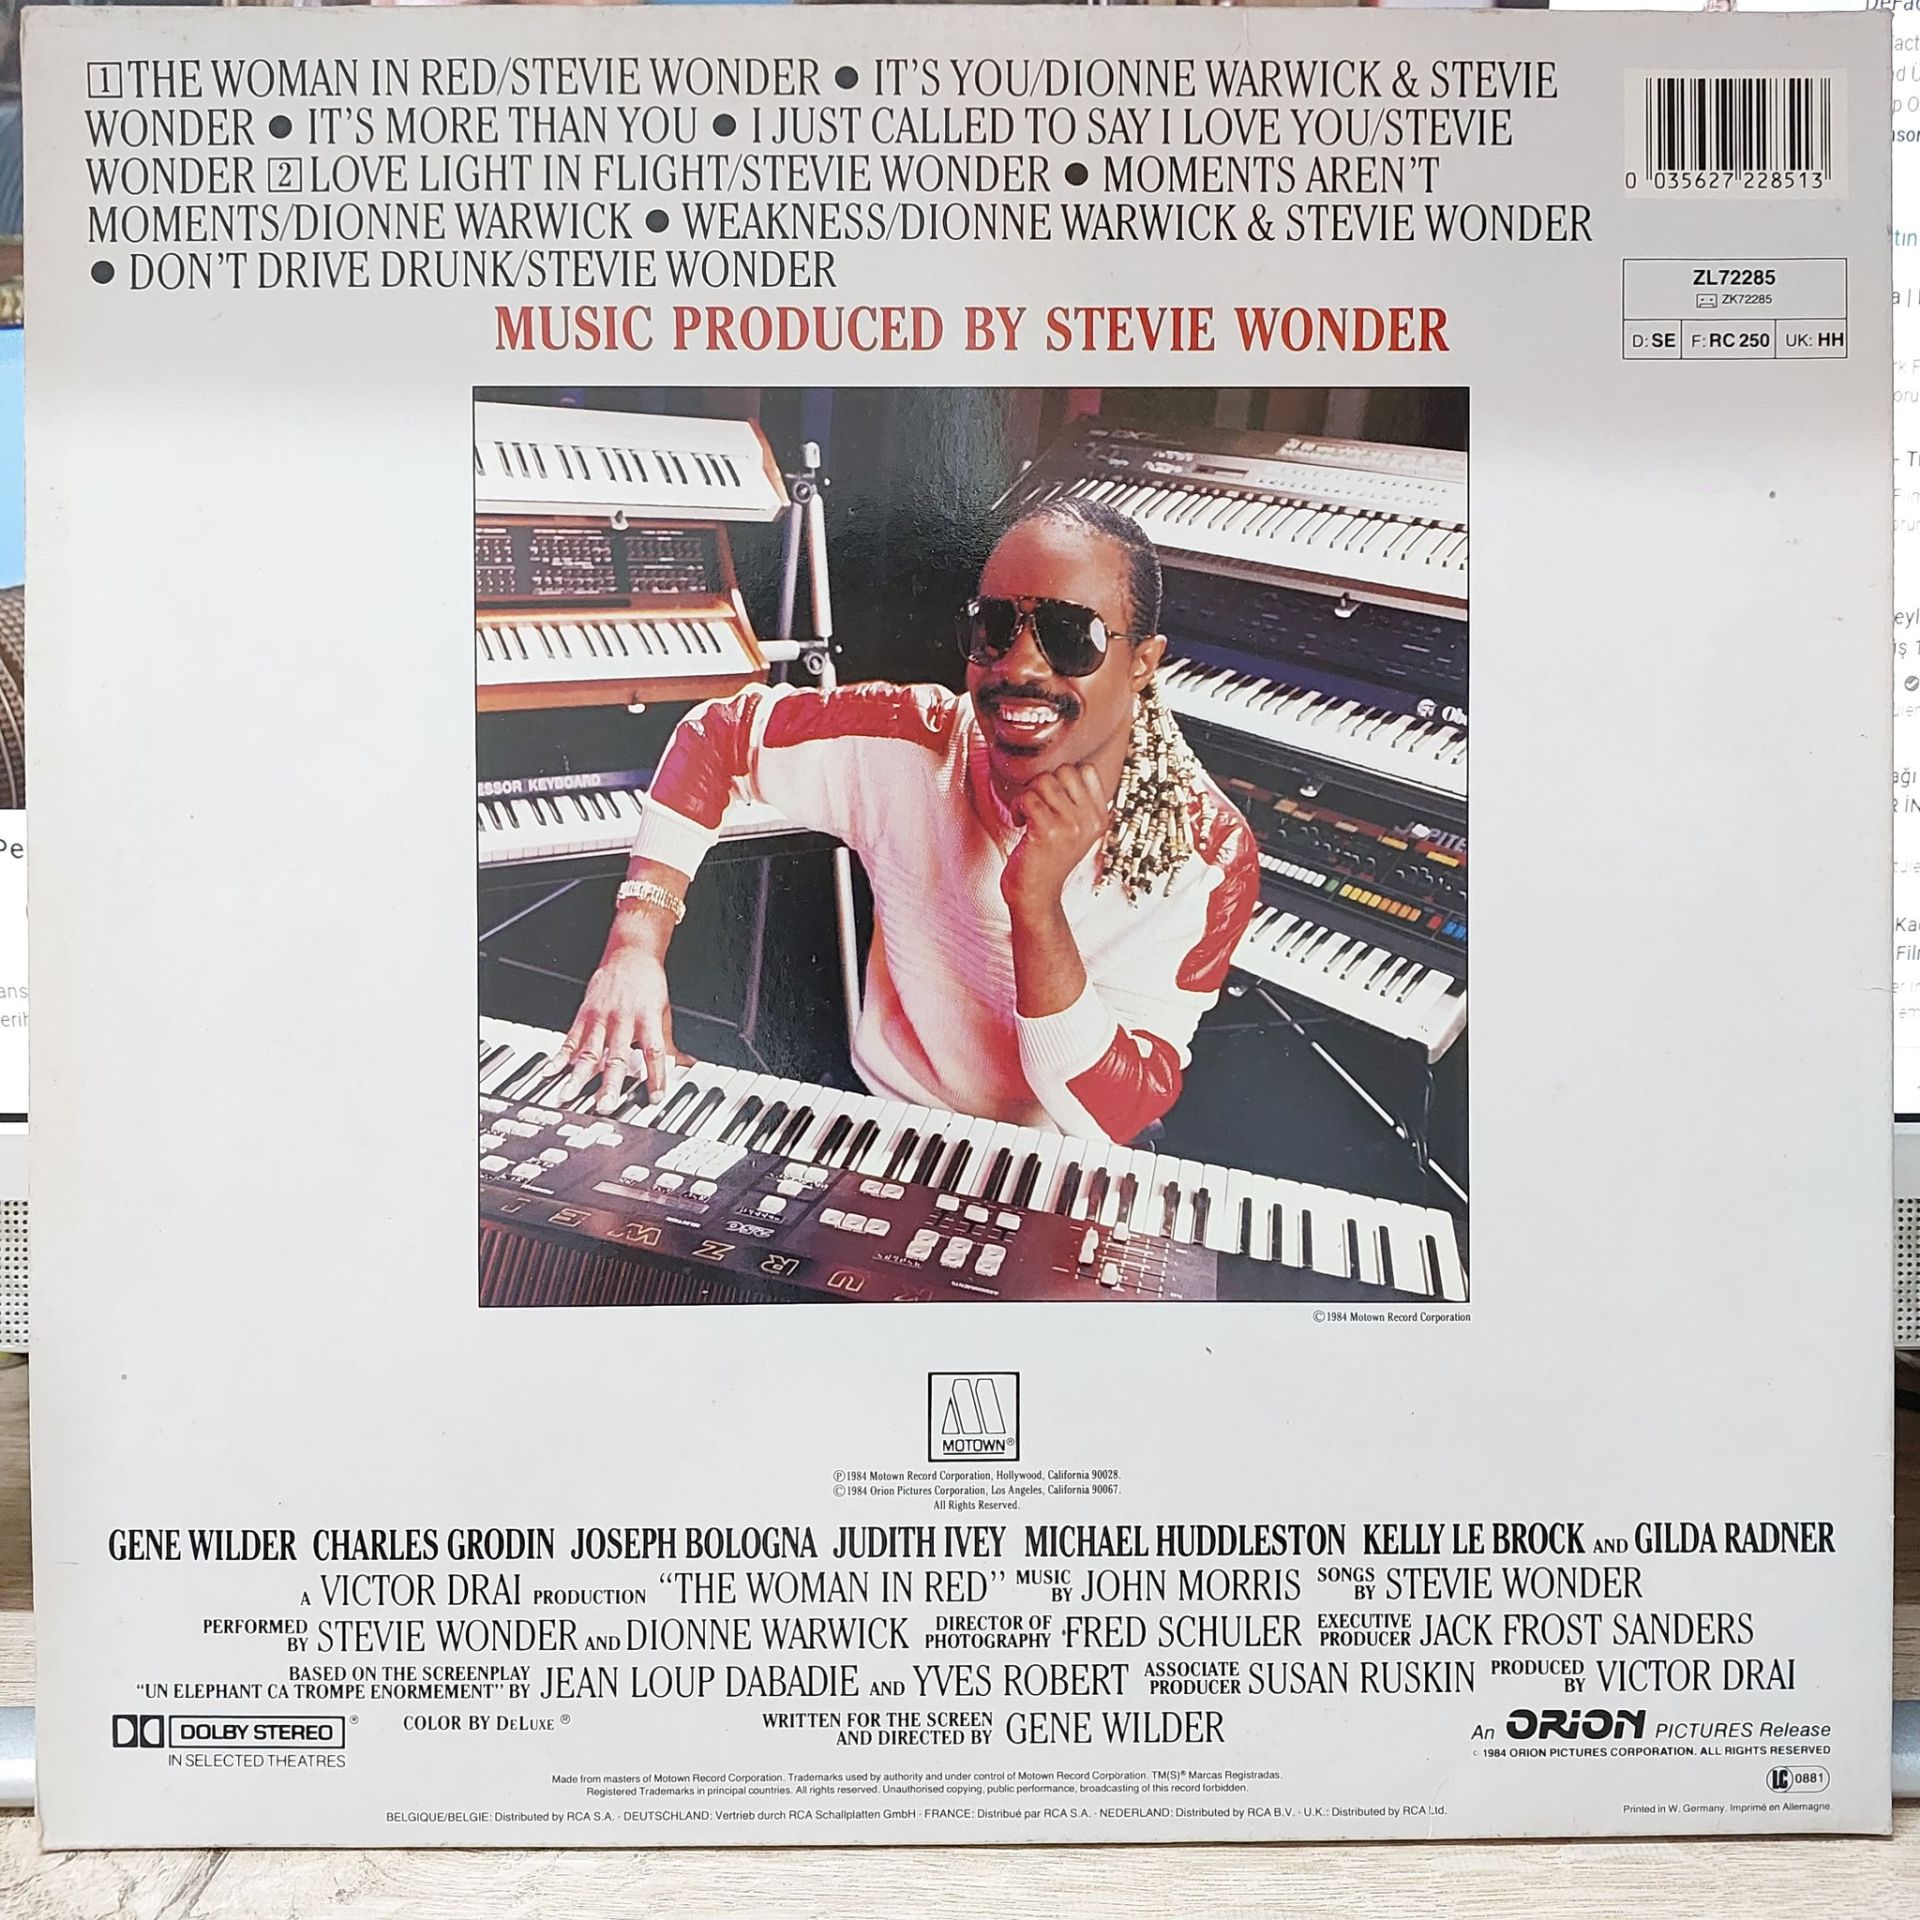 1 THE WOMAN IN RED/STEVIE WONDER ● IT'S YOU/DIONNE WARWICK & STEVIE
WONDER ● IT'S MORE THAN YOU ● I JUST CALLED TO SAY I LOVE YOU/STEVIE
WONDER 2 LOVE LIGHT IN FLIGHT/STEVIE WONDER ● MOMENTS AREN'T
MOMENTS/DIONNE WARWICK ● WEAKNESS/DIONNE WARWICK & STEVIE WONDER
● DON'T DRIVE DRUNK/STEVIE WONDER
MUSIC PRODUCED BY STEVIE WONDER
0 035627 228513
ZL72285
ZK72285
D: SE F: RC 250 UK: HH
ESSOR KEYBOARD
JUPITE
KURZWEIL
250
© 1984 Motown Record Corporation
MOTOWN®
℗ 1984 Motown Record Corporation, Hollywood, California 90028.
© 1984 Orion Pictures Corporation, Los Angeles, California 90067.
All Rights Reserved.
GENE WILDER CHARLES GRODIN JOSEPH BOLOGNA JUDITH IVEY MICHAEL HUDDLESTON KELLY LE BROCK AND GILDA RADNER
A VICTOR DRAI PRODUCTION "THE WOMAN IN RED" MUSIC BY JOHN MORRIS SONGS BY STEVIE WONDER
PERFORMED BY STEVIE WONDER AND DIONNE WARWICK DIRECTOR OF PHOTOGRAPHY FRED SCHULER EXECUTIVE PRODUCER JACK FROST SANDERS
BASED ON THE SCREENPLAY "UN ELEPHANT CA TROMPE ENORMEMENT" BY JEAN LOUP DABADIE AND YVES ROBERT ASSOCIATE PRODUCER SUSAN RUSKIN PRODUCED BY VICTOR DRAI
DOLBY STEREO ® COLOR BY DELUXE ® WRITTEN FOR THE SCREEN AND DIRECTED BY GENE WILDER An ORION PICTURES Release
IN SELECTED THEATRES
© 1984 ORION PICTURES CORPORATION. ALL RIGHTS RESERVED
LC 0881
Made from masters of Motown Record Corporation. Trademarks used by authority and under control of Motown Record Corporation. TM(S)® Marcas Registradas.
Registered Trademarks in principal countries. All rights reserved. Unauthorised copying, public performance, broadcasting of this record forbidden.
BELGIQUE/BELGIE: Distributed by RCA S.A. · DEUTSCHLAND: Vertrieb durch RCA Schallplatten GmbH · FRANCE: Distribué par RCA S.A. · NEDERLAND: Distributed by RCA B.V. · U.K.: Distributed by RCA Ltd.
Printed in W. Germany. Imprimé en Allemagne.